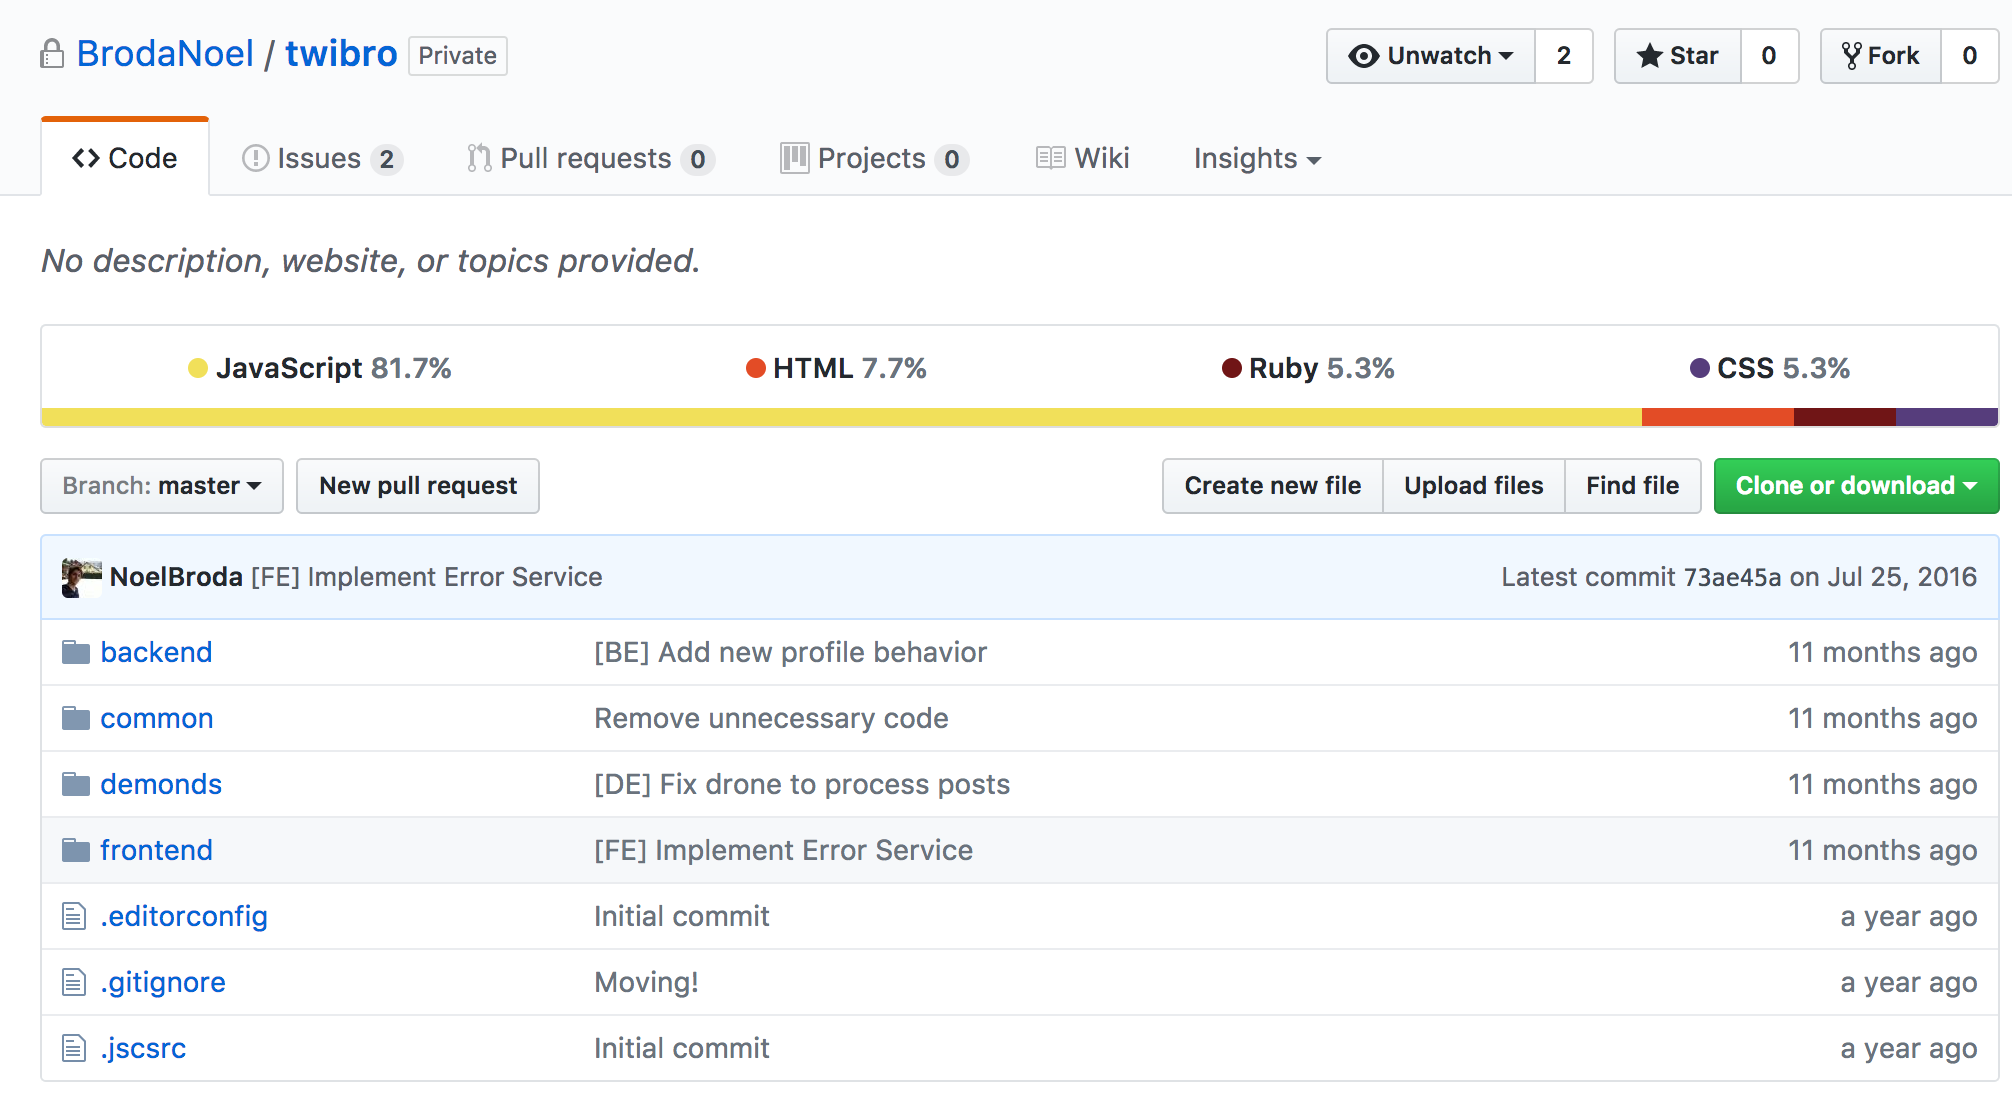 BrodaNoel / twibro Private Unwatch 2 Star 0 Fork 0
Code Issues 2 Pull requests 0 Projects 0 Wiki Insights
No description, website, or topics provided.
JavaScript 81.7% HTML 7.7% Ruby 5.3% CSS 5.3%
Branch: master New pull request Create new file Upload files Find file Clone or download
NoelBroda [FE] Implement Error Service Latest commit 73ae45a on Jul 25, 2016
backend [BE] Add new profile behavior 11 months ago
common Remove unnecessary code 11 months ago
demonds [DE] Fix drone to process posts 11 months ago
frontend [FE] Implement Error Service 11 months ago
.editorconfig Initial commit a year ago
.gitignore Moving! a year ago
.jscsrc Initial commit a year ago